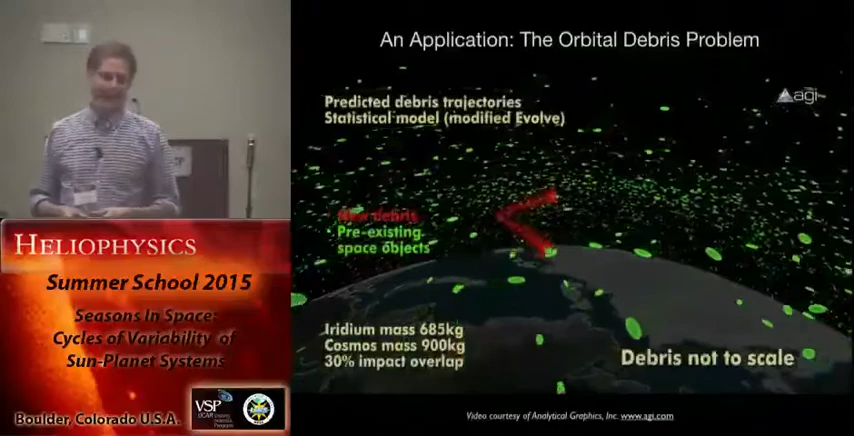 An Application: The Orbital Debris Problem
Predicted debris trajectories
Statistical model (modified Evolve)
agi
New debris
Pre-existing
space objects
Iridium mass 685kg
Cosmos mass 900kg
30% impact overlap
Debris not to scale
Video courtesy of Analytical Graphics, Inc. www.agi.com
HELIOPHYSICS
Summer School 2015
Seasons In Space:
Cycles of Variability of
Sun-Planet Systems
VSP
UCAR
Boulder, Colorado U.S.A.